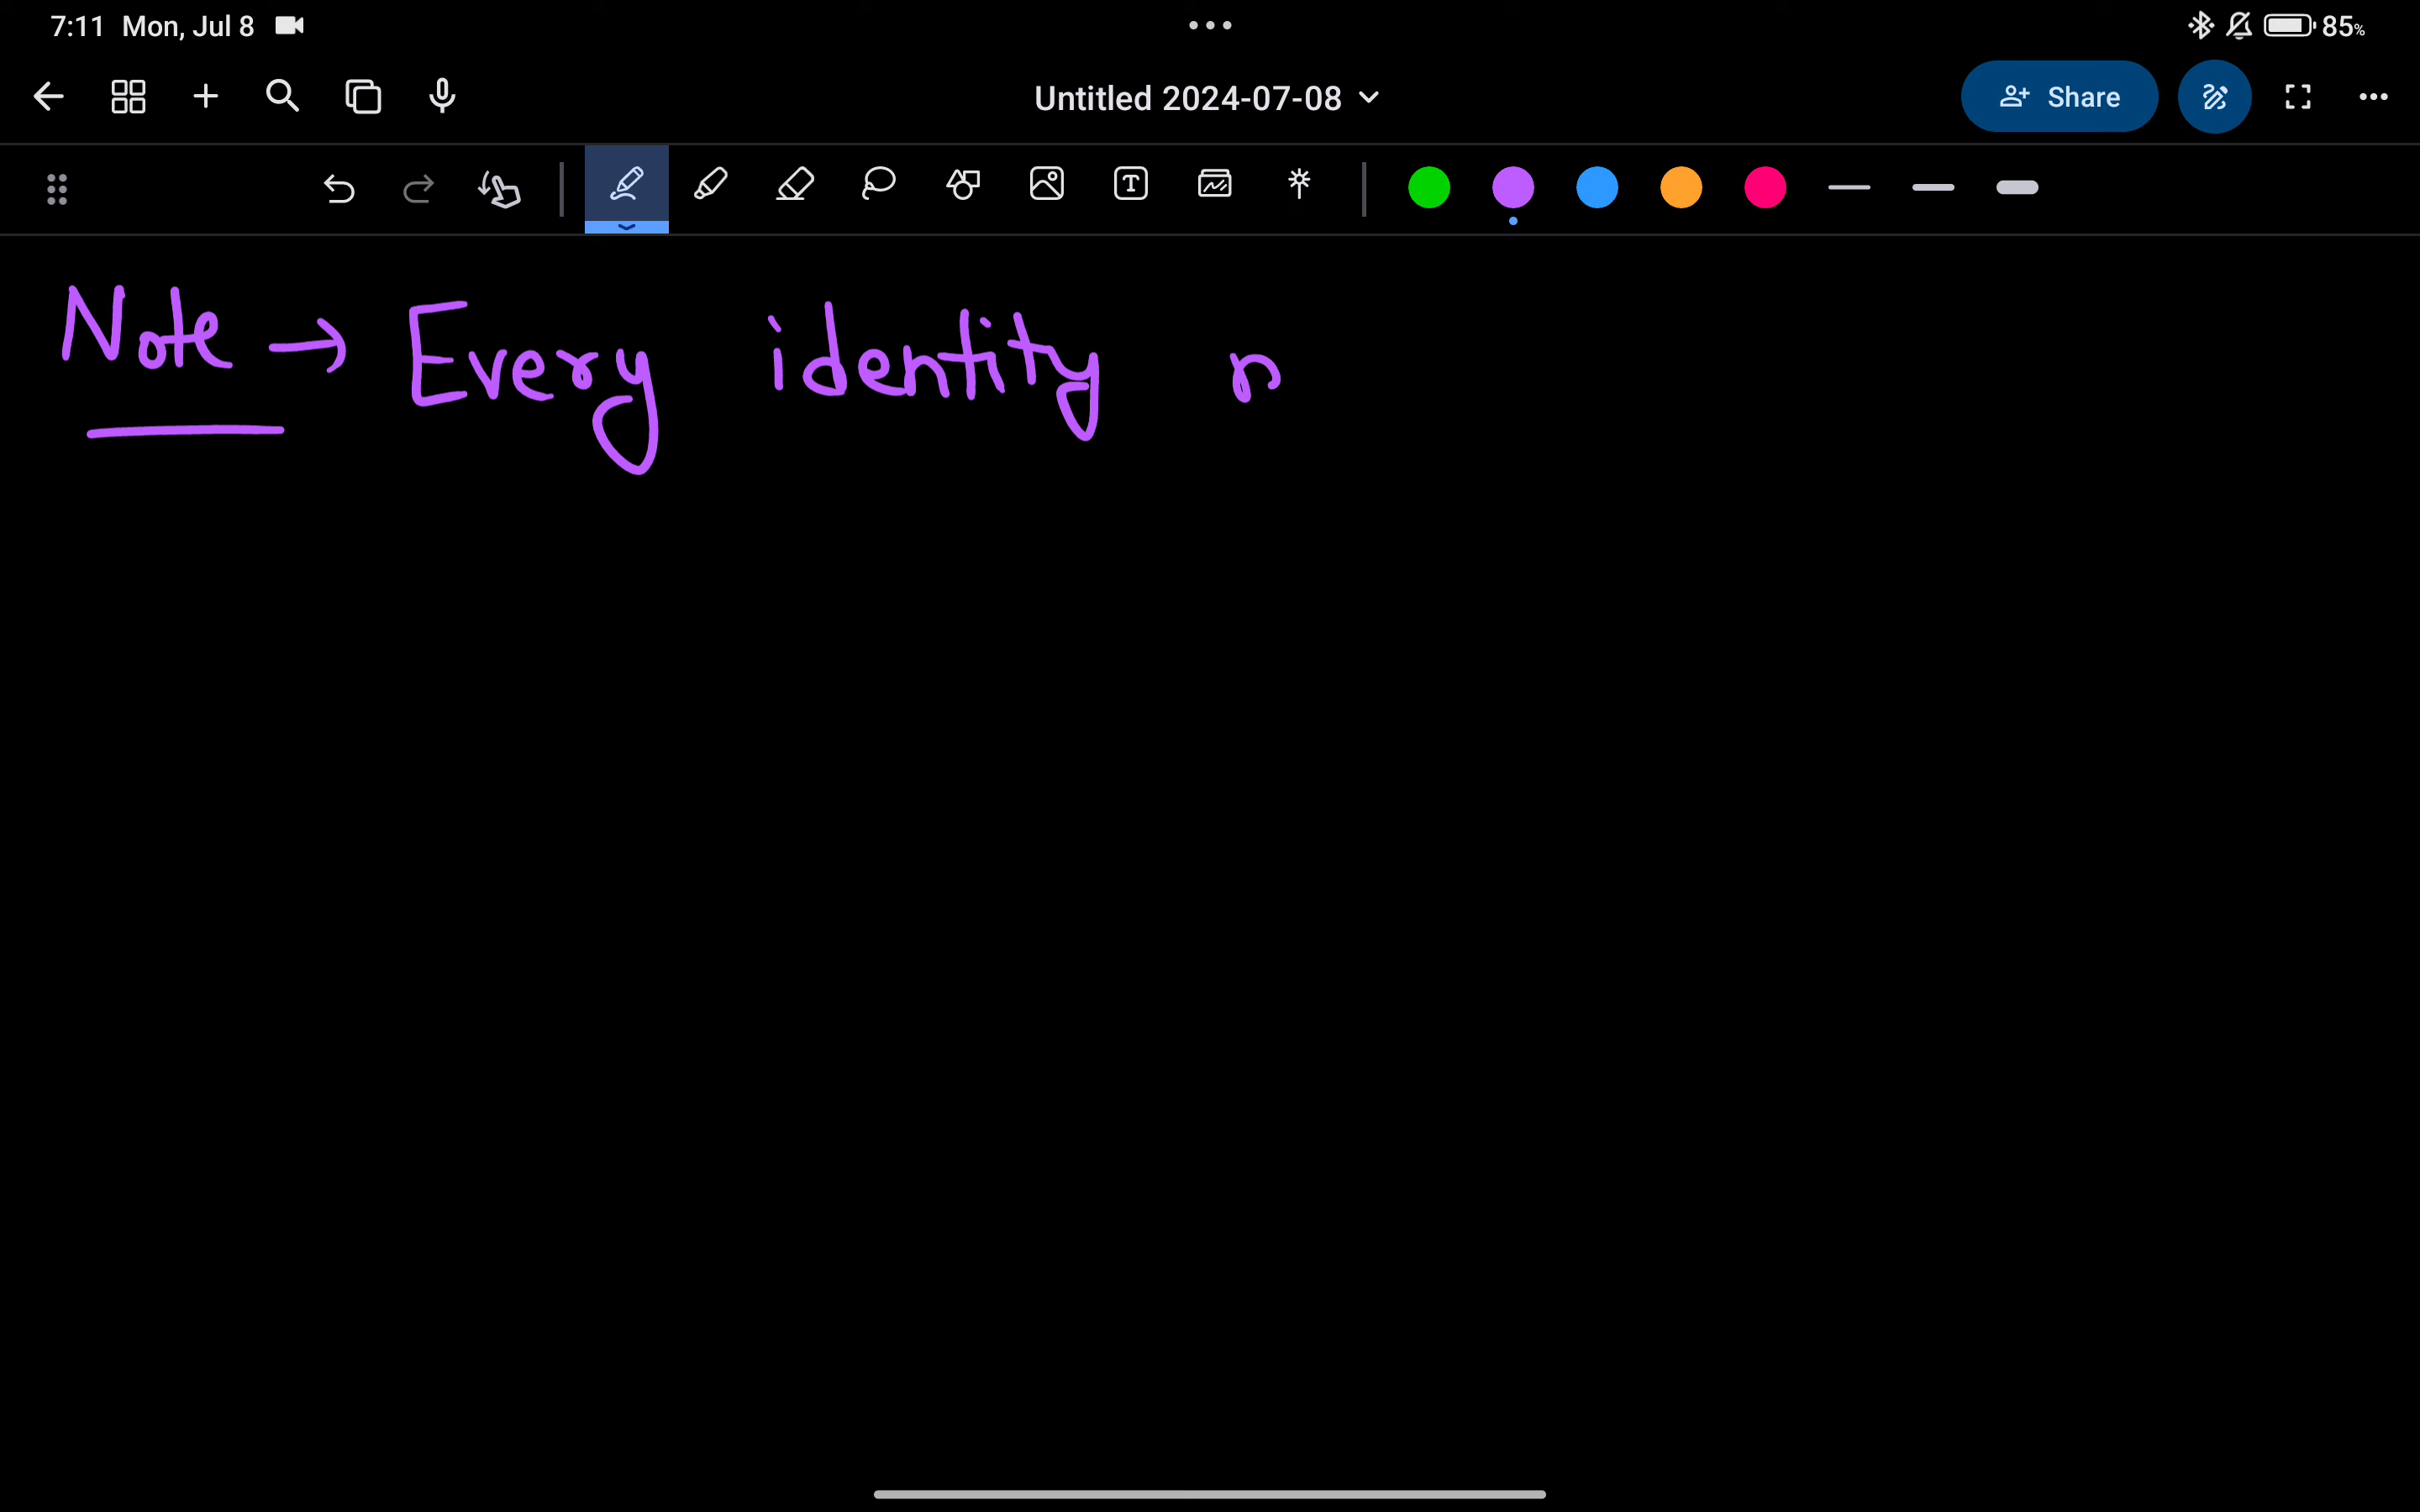 7:11 Mon, Jul 8 85%
Untitled 2024-07-08 Share
Note → Every identity r